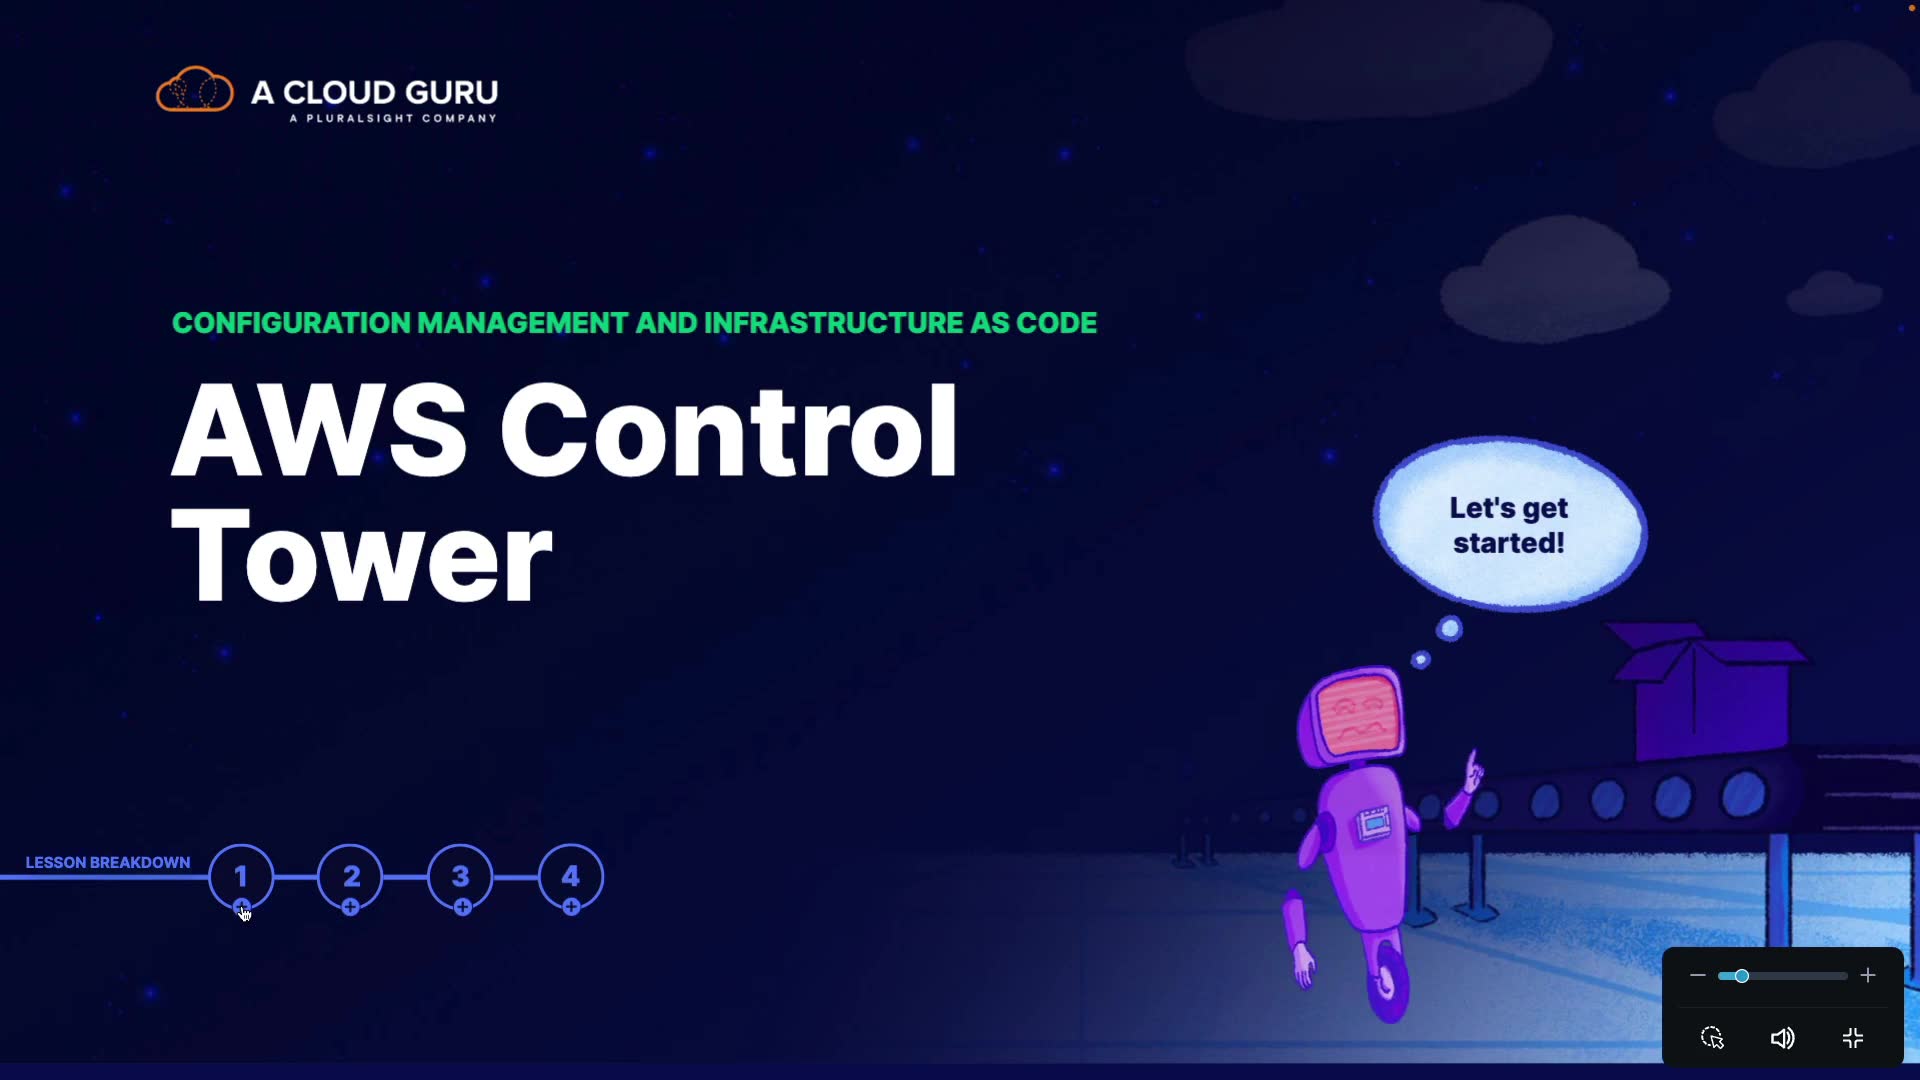 A CLOUD GURU
A PLURALSIGHT COMPANY
CONFIGURATION MANAGEMENT AND INFRASTRUCTURE AS CODE
AWS Control
Tower
Let's get
started!
LESSON BREAKDOWN
1
2
3
4